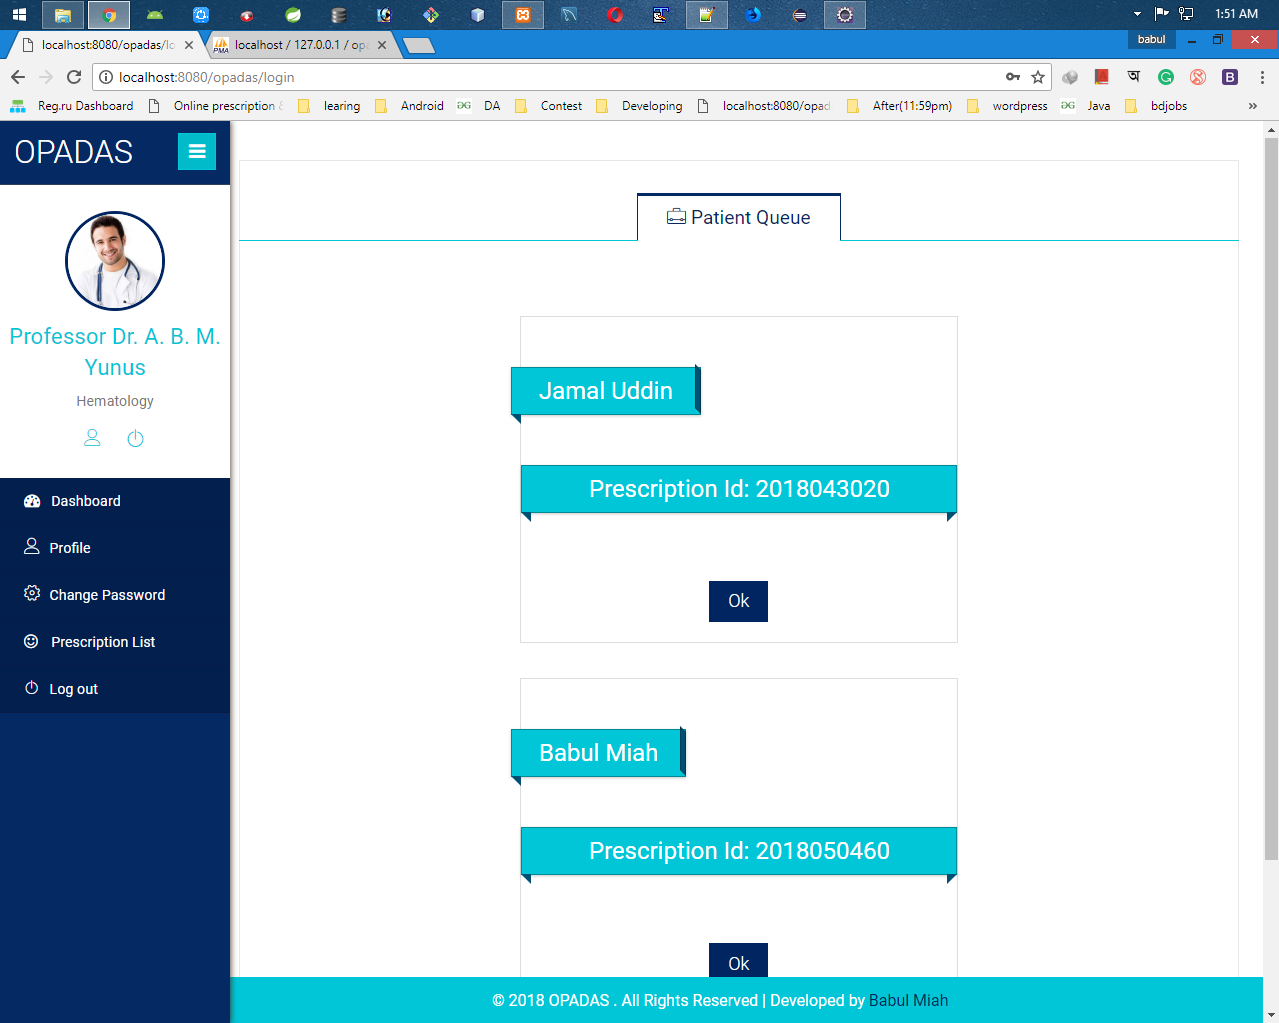 1:51 AM
localhost:8080/opadas/lo
localhost / 127.0.0.1 / opa
babul
localhost:8080/opadas/login
Reg.ru Dashboard
Online prescription &
learing
Android
DA
Contest
Developing
localhost:8080/opad
After(11:59pm)
wordpress
Java
bdjobs
»
OPADAS
Professor Dr. A. B. M.
Yunus
Hematology
Dashboard
Profile
Change Password
Prescription List
Log out
Patient Queue
Jamal Uddin
Prescription Id: 2018043020
Ok
Babul Miah
Prescription Id: 2018050460
Ok
© 2018 OPADAS . All Rights Reserved | Developed by Babul Miah